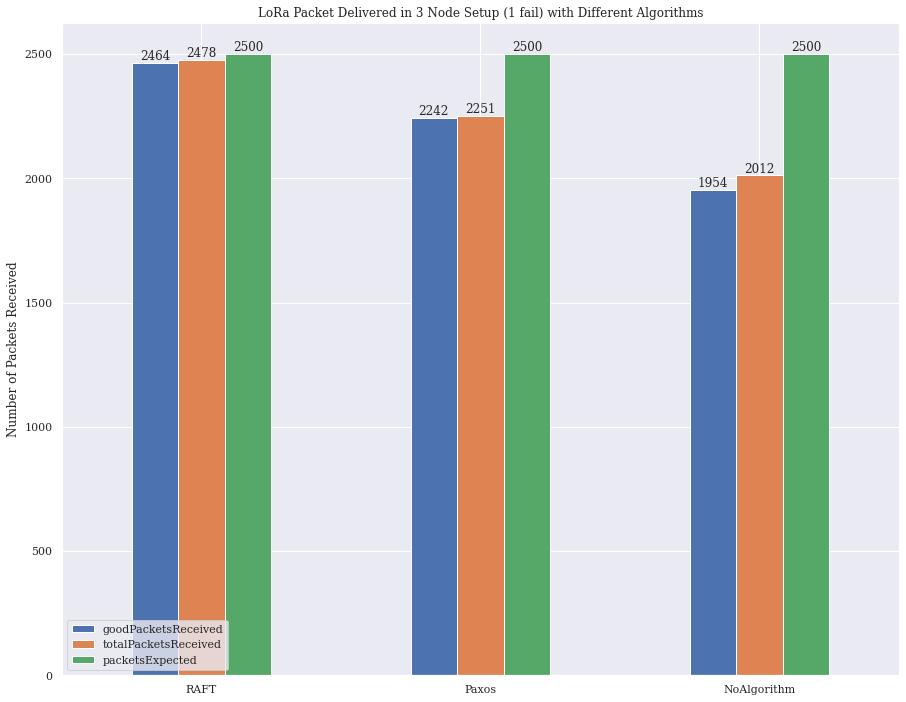 LoRa Packet Delivered in 3 Node Setup (1 fail) with Different Algorithms
Number of Packets Received
2500
2000
1500
1000
500
0
2464
2478
2500
2242
2251
2500
1954
2012
2500
goodPacketsReceived
totalPacketsReceived
packetsExpected
RAFT
Paxos
NoAlgorithm